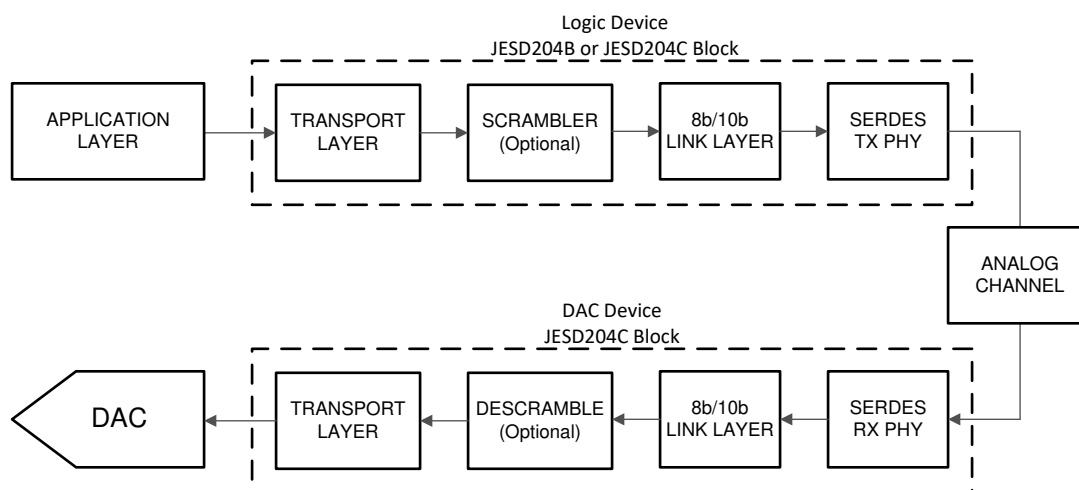 Logic Device
JESD204B or JESD204C Block
APPLICATION
LAYER
TRANSPORT
LAYER
SCRAMBLER
(Optional)
8b/10b
LINK LAYER
SERDES
TX PHY
ANALOG
CHANNEL
DAC Device
JESD204C Block
DAC
TRANSPORT
LAYER
DESCRAMBLE
(Optional)
8b/10b
LINK LAYER
SERDES
RX PHY